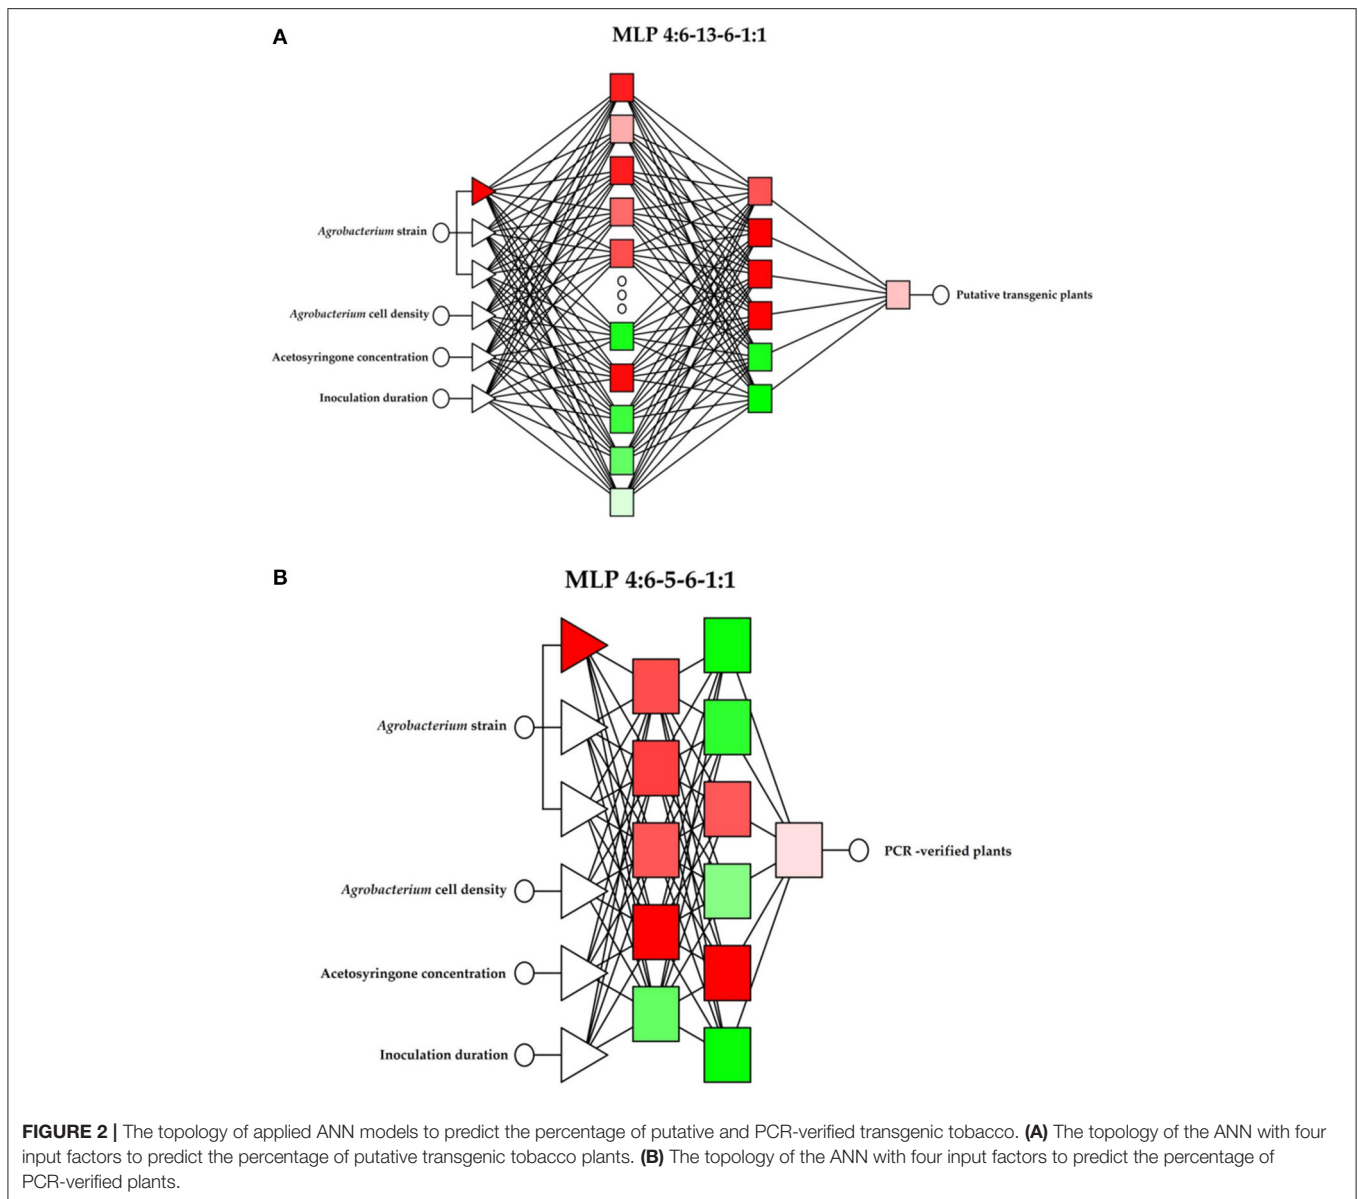 A
MLP 4:6-13-6-1:1
Agrobacterium strain
Agrobacterium cell density
Acetosyringone concentration
Inoculation duration
Putative transgenic plants
B
MLP 4:6-5-6-1:1
Agrobacterium strain
Agrobacterium cell density
Acetosyringone concentration
Inoculation duration
PCR -verified plants
FIGURE 2 | The topology of applied ANN models to predict the percentage of putative and PCR-verified transgenic tobacco. (A) The topology of the ANN with four
input factors to predict the percentage of putative transgenic tobacco plants. (B) The topology of the ANN with four input factors to predict the percentage of
PCR-verified plants.